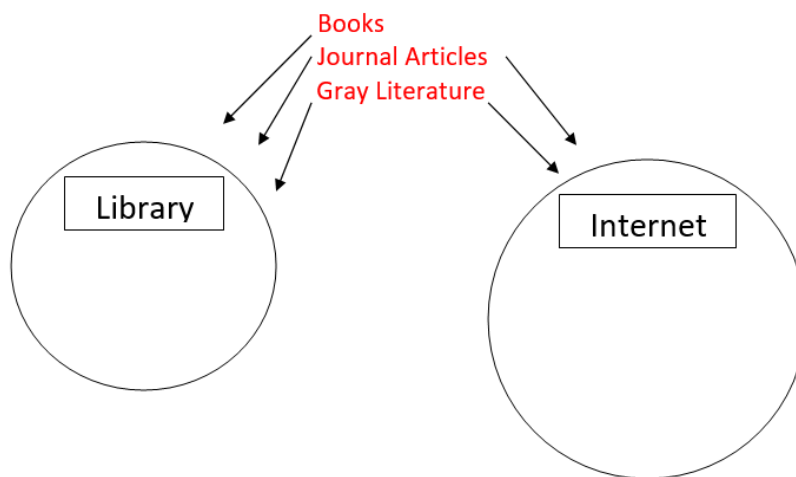 Books
Journal Articles
Gray Literature
Library
Internet